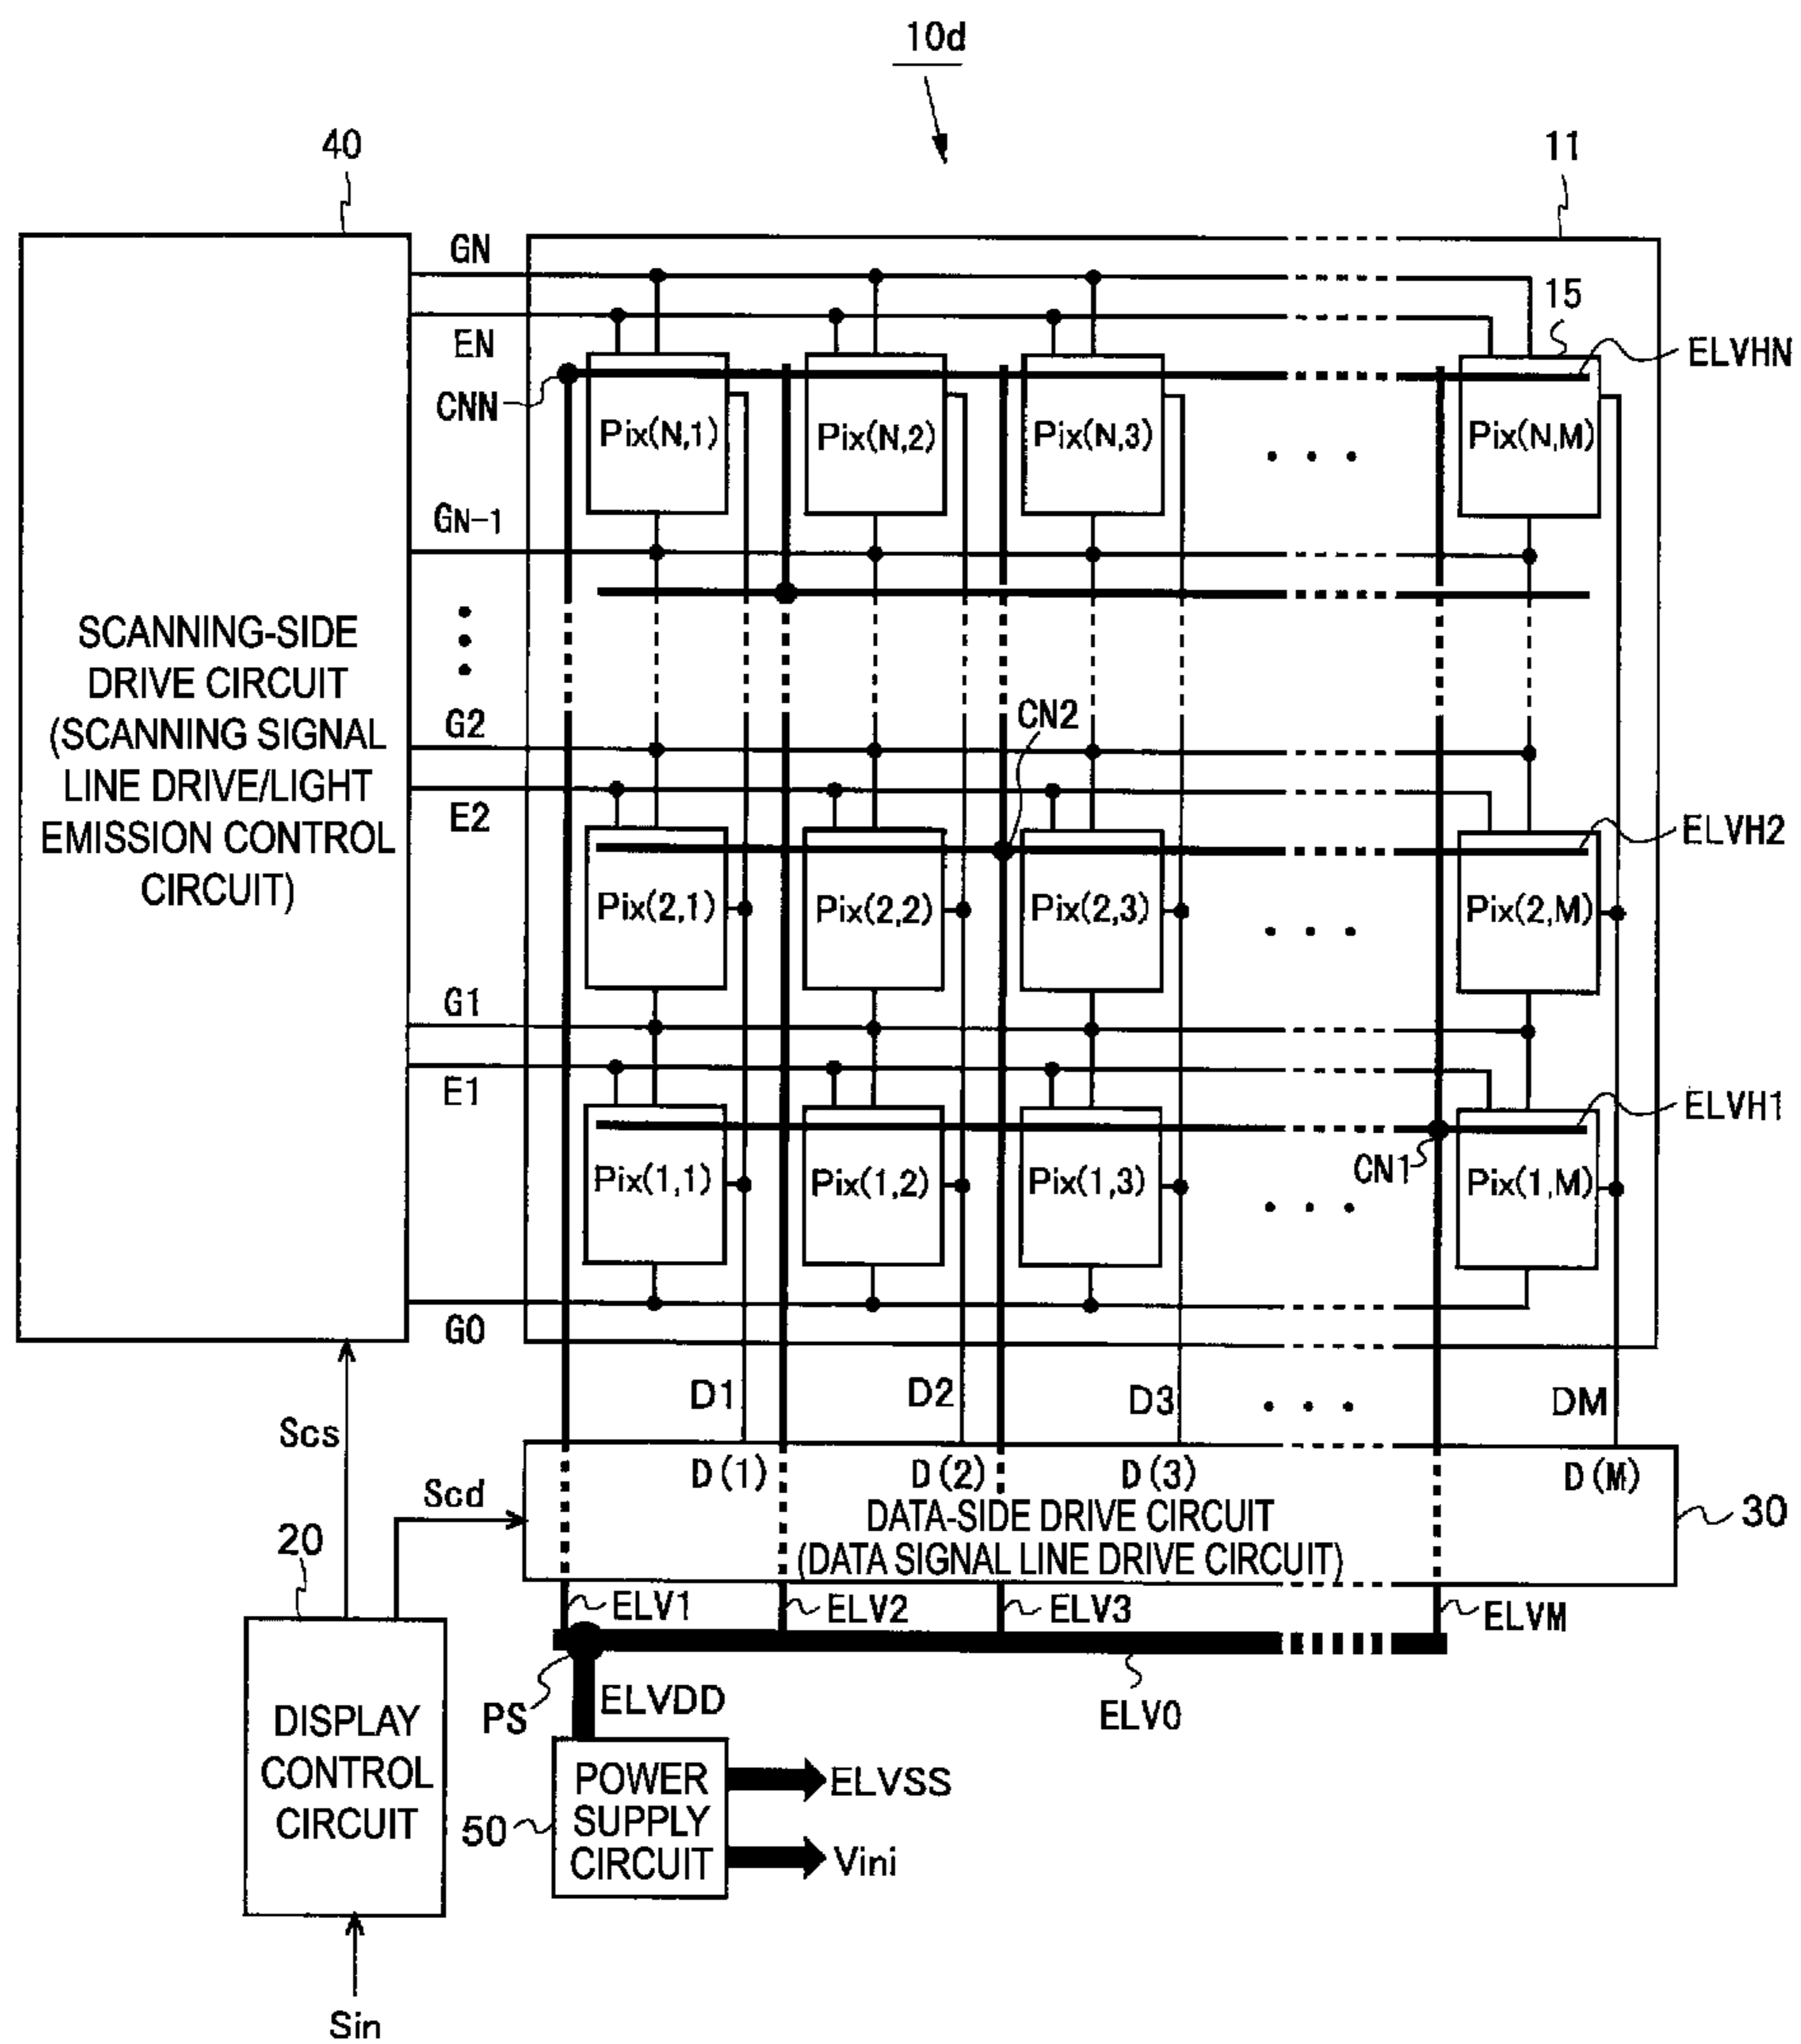 10d
40
11
GN
15
EN
ELVHN
CNN
Pix(N,1)
Pix(N,2)
Pix(N,3)
Pix(N,M)
GN-1
SCANNING-SIDE
DRIVE CIRCUIT
(SCANNING SIGNAL
LINE DRIVE/LIGHT
EMISSION CONTROL
CIRCUIT)
G2
CN2
E2
ELVH2
Pix(2,1)
Pix(2,2)
Pix(2,3)
Pix(2,M)
G1
E1
ELVH1
CN1
Pix(1,1)
Pix(1,2)
Pix(1,3)
Pix(1,M)
G0
D1
D2
D3
DM
Scs
D(1)
D(2)
D(3)
D(M)
Scd
DATA-SIDE DRIVE CIRCUIT
(DATA SIGNAL LINE DRIVE CIRCUIT)
30
20
ELV1
ELV2
ELV3
ELVM
PS
ELVDD
ELV0
DISPLAY
CONTROL
CIRCUIT
POWER
SUPPLY
CIRCUIT
50
ELVSS
Vini
Sin